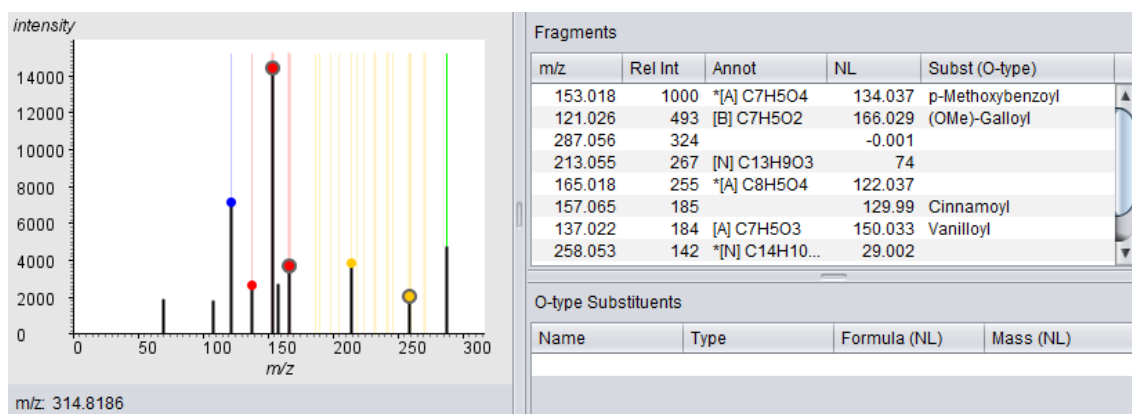 intensity
14000
12000
10000
8000
6000
4000
2000
0
0 50 100 150 200 250 300
m/z
m/z: 314.8186
Fragments
m/z Rel Int Annot NL Subst (O-type)
153.018 1000 *[A] C7H5O4 134.037 p-Methoxybenzoyl
121.026 493 [B] C7H5O2 166.029 (OMe)-Galloyl
287.056 324 -0.001
213.055 267 [N] C13H9O3 74
165.018 255 *[A] C8H5O4 122.037
157.065 185 129.99 Cinnamoyl
137.022 184 [A] C7H5O3 150.033 Vanilloyl
258.053 142 *[N] C14H10... 29.002
O-type Substituents
Name Type Formula (NL) Mass (NL)